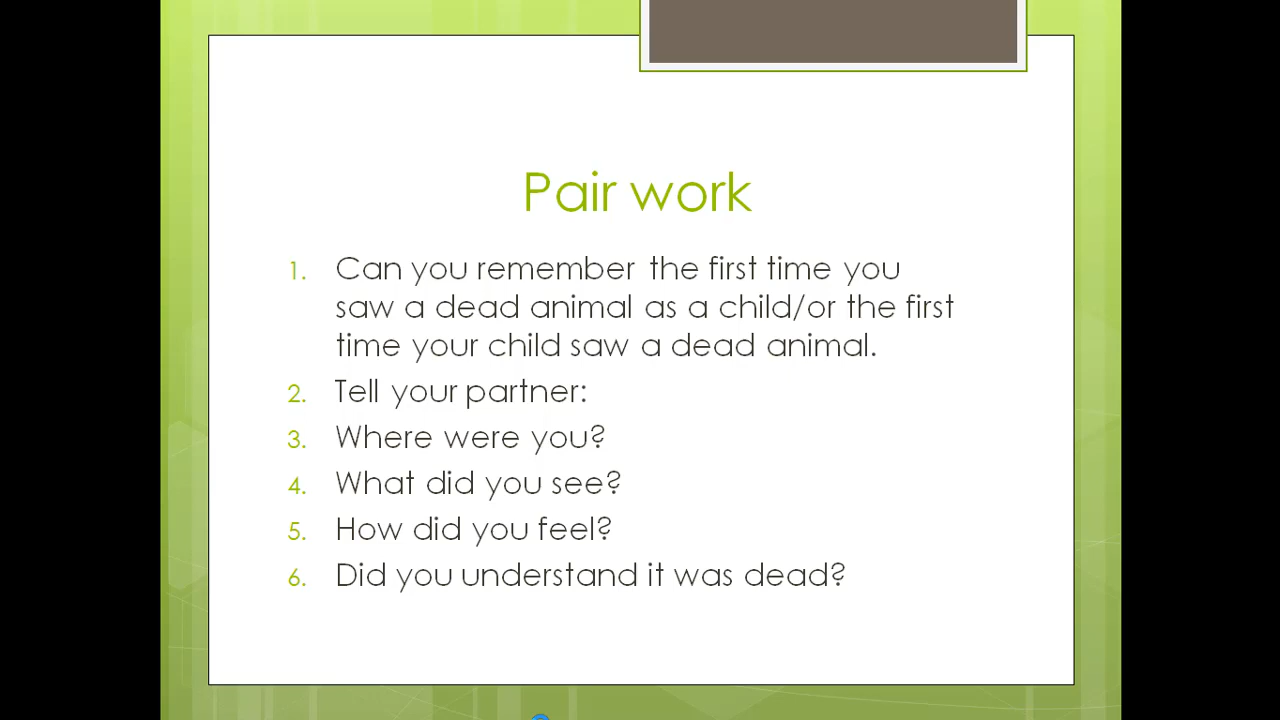 Pair work
1. Can you remember the first time you
saw a dead animal as a child/or the first
time your child saw a dead animal.
2. Tell your partner:
3. Where were you?
4. What did you see?
5. How did you feel?
6. Did you understand it was dead?